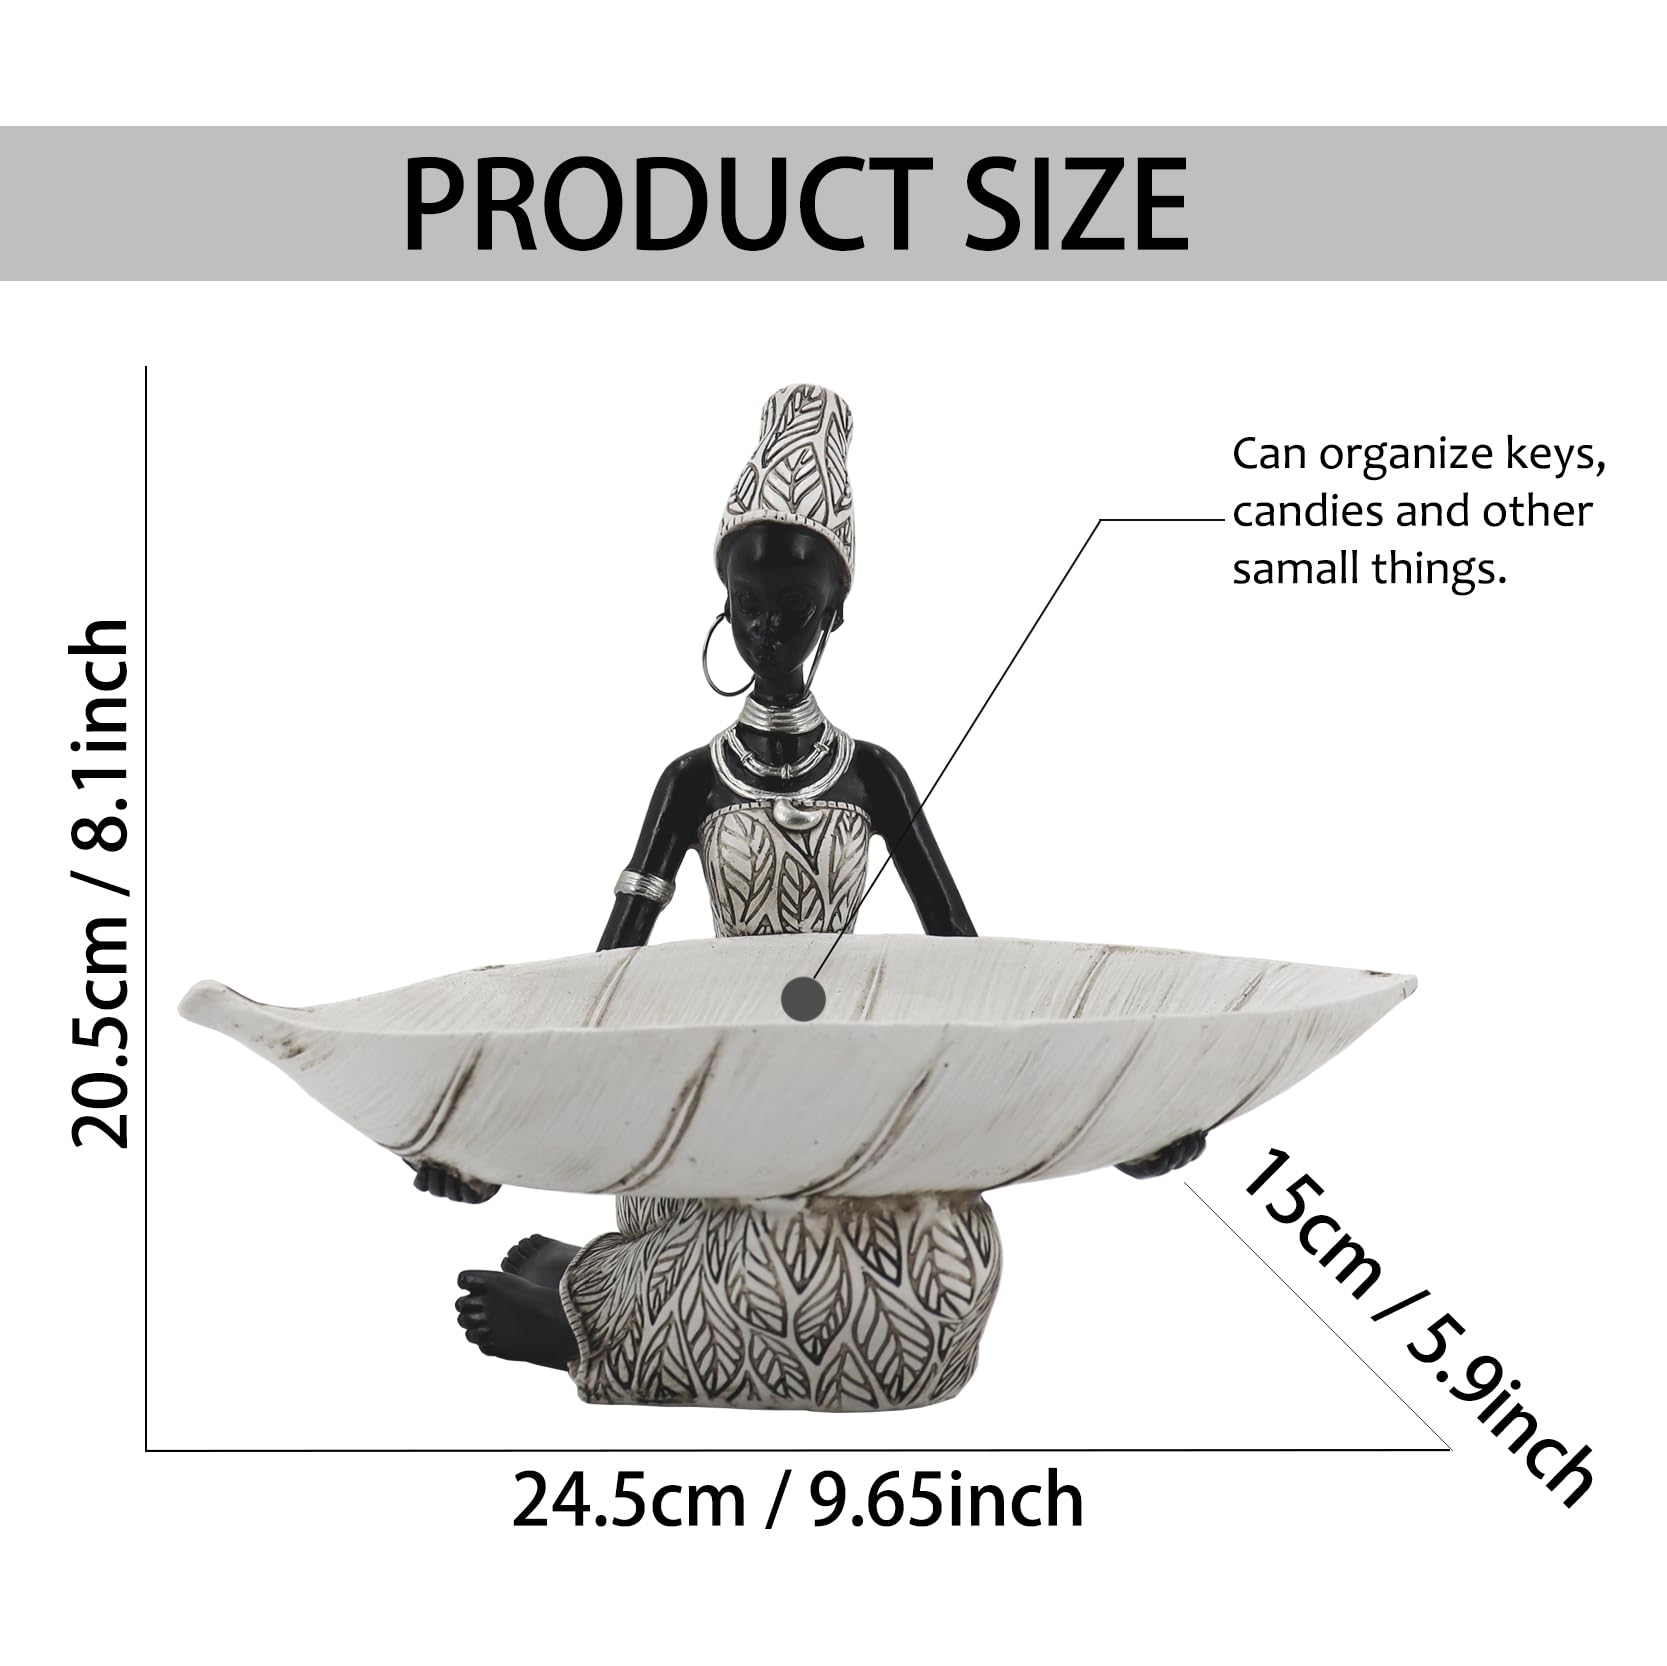 PRODUCT SIZE
Can organize keys,
candies and other
samall things.
20.5cm / 8.1inch
15cm / 5.9inch
24.5cm / 9.65inch